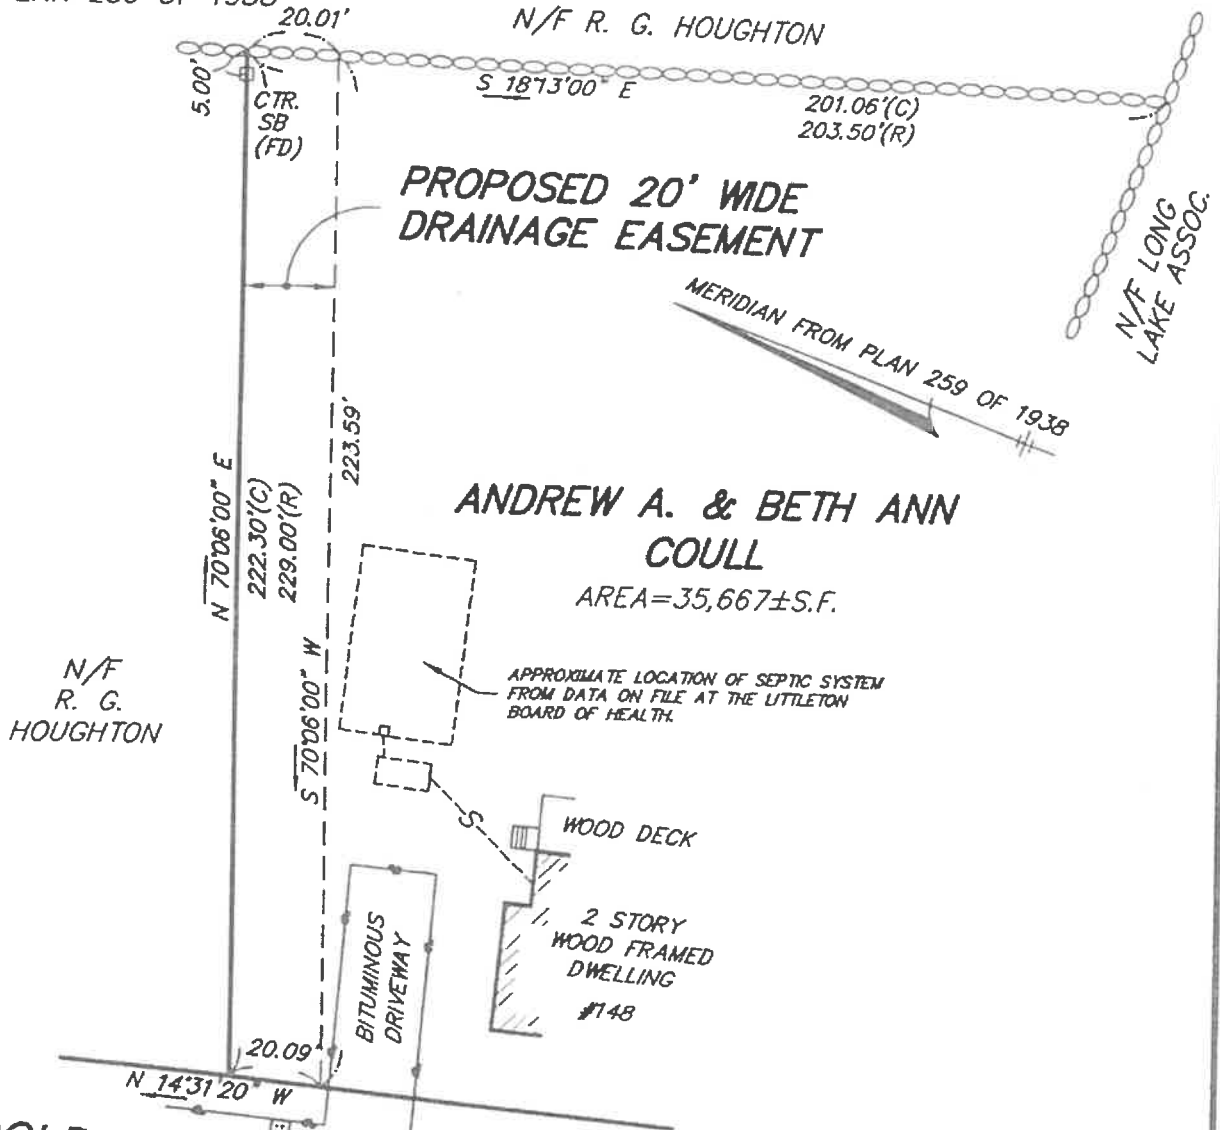 20.01'
N/F R. G. HOUGHTON
5.00'
CTR.
SB
(FD)
S 18°13'00" E
201.06'(C)
203.50'(R)
PROPOSED 20' WIDE
DRAINAGE EASEMENT
N/F LONG
LAKE ASSOC.
MERIDIAN FROM PLAN 259 OF 1938
223.59'
N 70°06'00" E
222.30'(C)
229.00'(R)
ANDREW A. & BETH ANN
COULL
AREA=35,667±S.F.
S 70°06'00" W
APPROXIMATE LOCATION OF SEPTIC SYSTEM
FROM DATA ON FILE AT THE LITTLETON
BOARD OF HEALTH.
N/F
R. G.
HOUGHTON
S
WOOD DECK
2 STORY
WOOD FRAMED
DWELLING
#148
BITUMINOUS
DRIVEWAY
20.09'
N 14°31'20" W